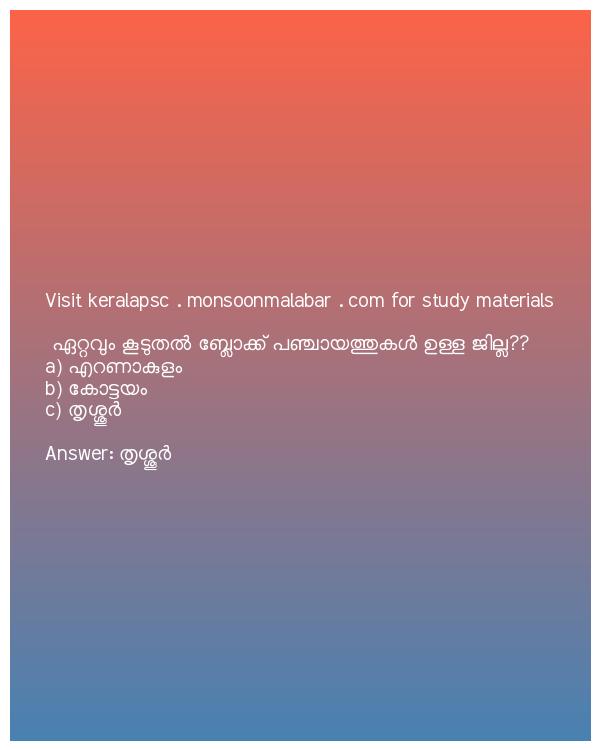 Visit keralapsc . monsoonmalabar . com for study materials
ഏറ്റവും കൂടുതൽ ബ്ലോക്ക് പഞ്ചായത്തുകൾ ഉള്ള ജില്ല??
a) എറണാകുളം
b) കോട്ടയം
c) തൃശ്ശൂർ
Answer: തൃശ്ശൂർ